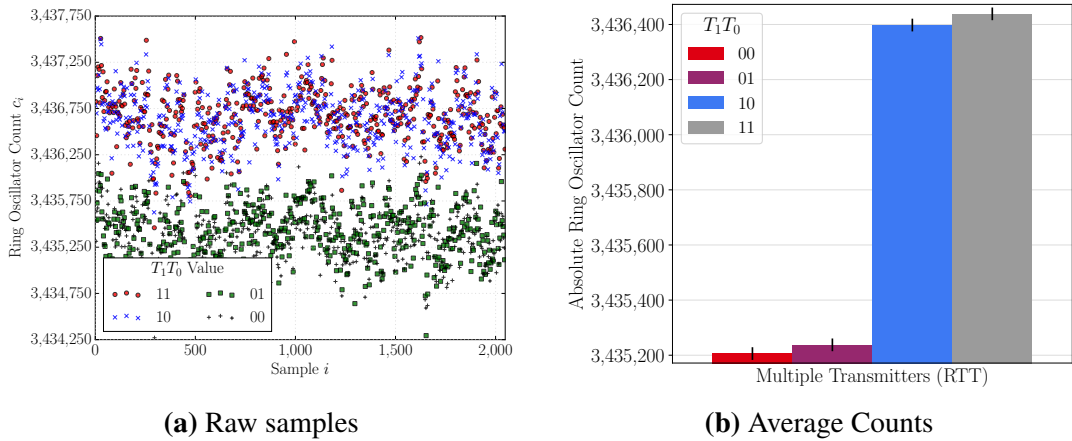 3,437.750
3,437.250
3,436.750
3,436.250
3,435.750
3,435.250
3,434.750
3,434.250
Ring Oscillator Count c_i
T_1T_0 Value
11 01
10 00
0 500 1,000 1,500 2,000
Sample i
(a) Raw samples
3,436,400
3,436,200
3,436,000
3,435,800
3,435,600
3,435,400
3,435,200
Absolute Ring Oscillator Count
T_1T_0
00
01
10
11
Multiple Transmitters (RTT)
(b) Average Counts